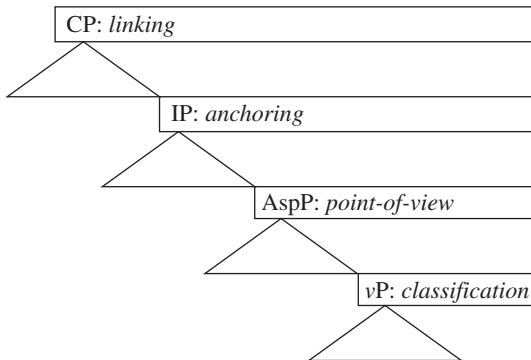 CP: linking
IP: anchoring
AspP: point-of-view
vP: classification